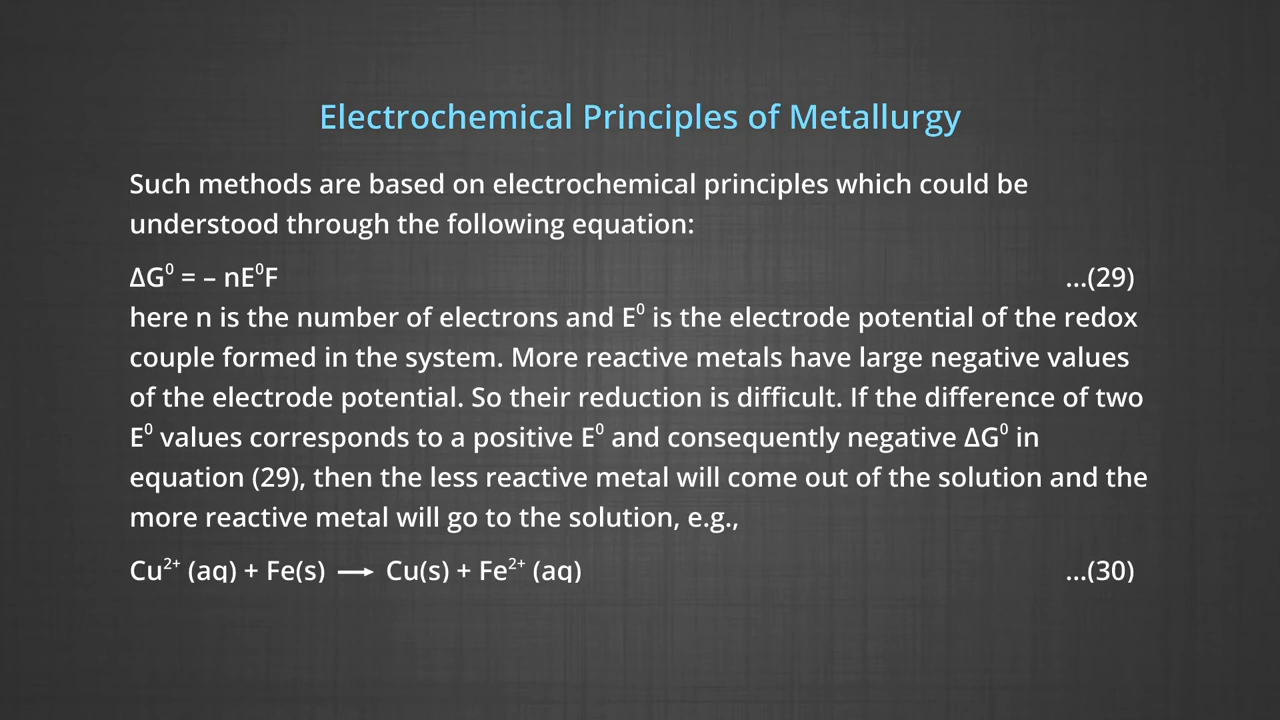 Electrochemical Principles of Metallurgy
Such methods are based on electrochemical principles which could be
understood through the following equation:
ΔG⁰ = – nE⁰F ...(29)
here n is the number of electrons and E⁰ is the electrode potential of the redox
couple formed in the system. More reactive metals have large negative values
of the electrode potential. So their reduction is difficult. If the difference of two
E⁰ values corresponds to a positive E⁰ and consequently negative ΔG⁰ in
equation (29), then the less reactive metal will come out of the solution and the
more reactive metal will go to the solution, e.g.,
Cu²⁺ (aq) + Fe(s) ⟶ Cu(s) + Fe²⁺ (aq) ...(30)